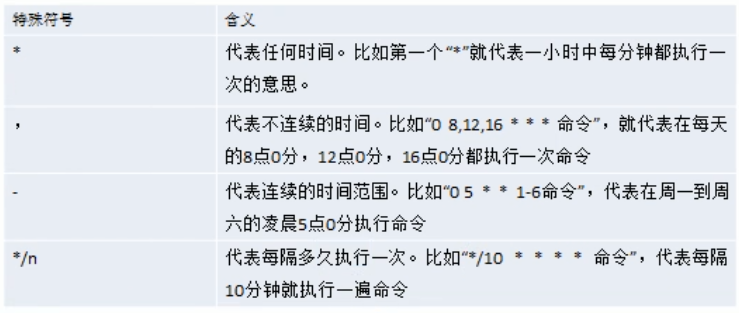 特殊符号 含义
* 代表任何时间。比如第一个“*”就代表一小时中每分钟都执行一
次的意思。
, 代表不连续的时间。比如“0 8,12,16 * * * 命令”，就代表在每天
的8点0分，12点0分，16点0分都执行一次命令
- 代表连续的时间范围。比如“0 5 * * 1-6命令”，代表在周一到周
六的凌晨5点0分执行命令
*/n 代表每隔多久执行一次。比如“*/10 * * * * 命令”，代表每隔
10分钟就执行一遍命令